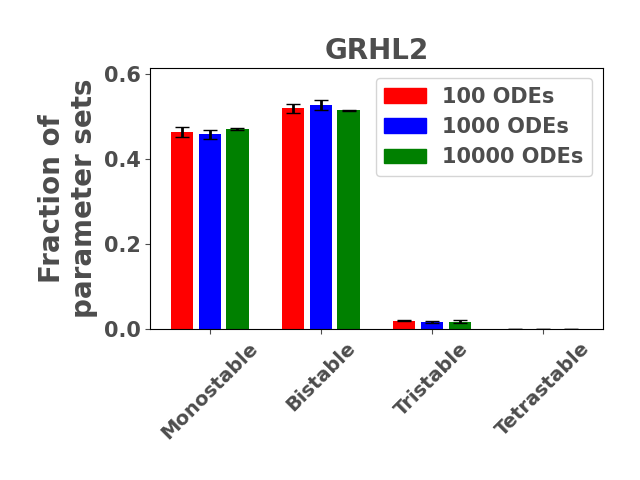 GRHL2
Fraction of
parameter sets
0.6
0.4
0.2
0.0
100 ODEs
1000 ODEs
10000 ODEs
Monostable
Bistable
Tristable
Tetrastable